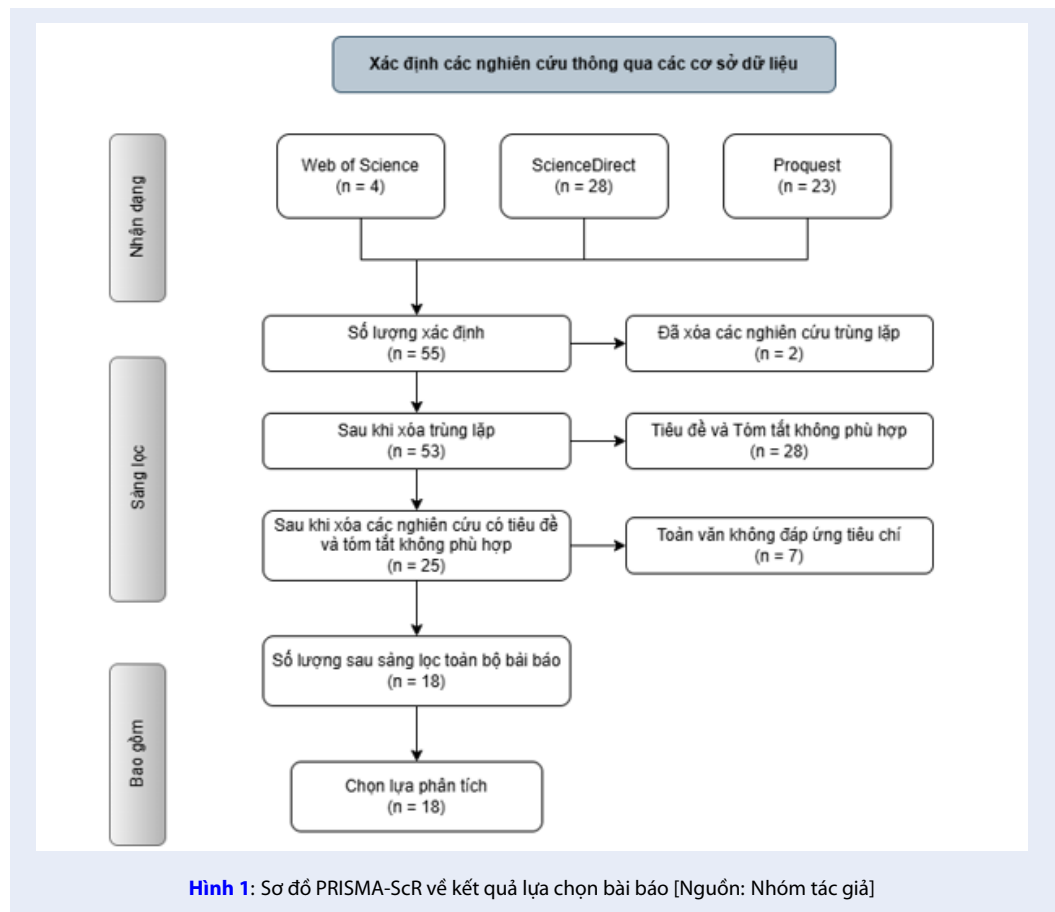 Xác định các nghiên cứu thông qua các cơ sở dữ liệu
Nhận dạng
Web of Science
(n = 4)
ScienceDirect
(n = 28)
Proquest
(n = 23)
Số lượng xác định
(n = 55)
Đã xóa các nghiên cứu trùng lặp
(n = 2)
Sàng lọc
Sau khi xóa trùng lặp
(n = 53)
Tiêu đề và Tóm tắt không phù hợp
(n = 28)
Sau khi xóa các nghiên cứu có tiêu đề
và tóm tắt không phù hợp
(n = 25)
Toàn văn không đáp ứng tiêu chí
(n = 7)
Số lượng sau sàng lọc toàn bộ bài báo
(n = 18)
Bao gồm
Chọn lựa phân tích
(n = 18)
Hình 1: Sơ đồ PRISMA-ScR về kết quả lựa chọn bài báo [Nguồn: Nhóm tác giả]